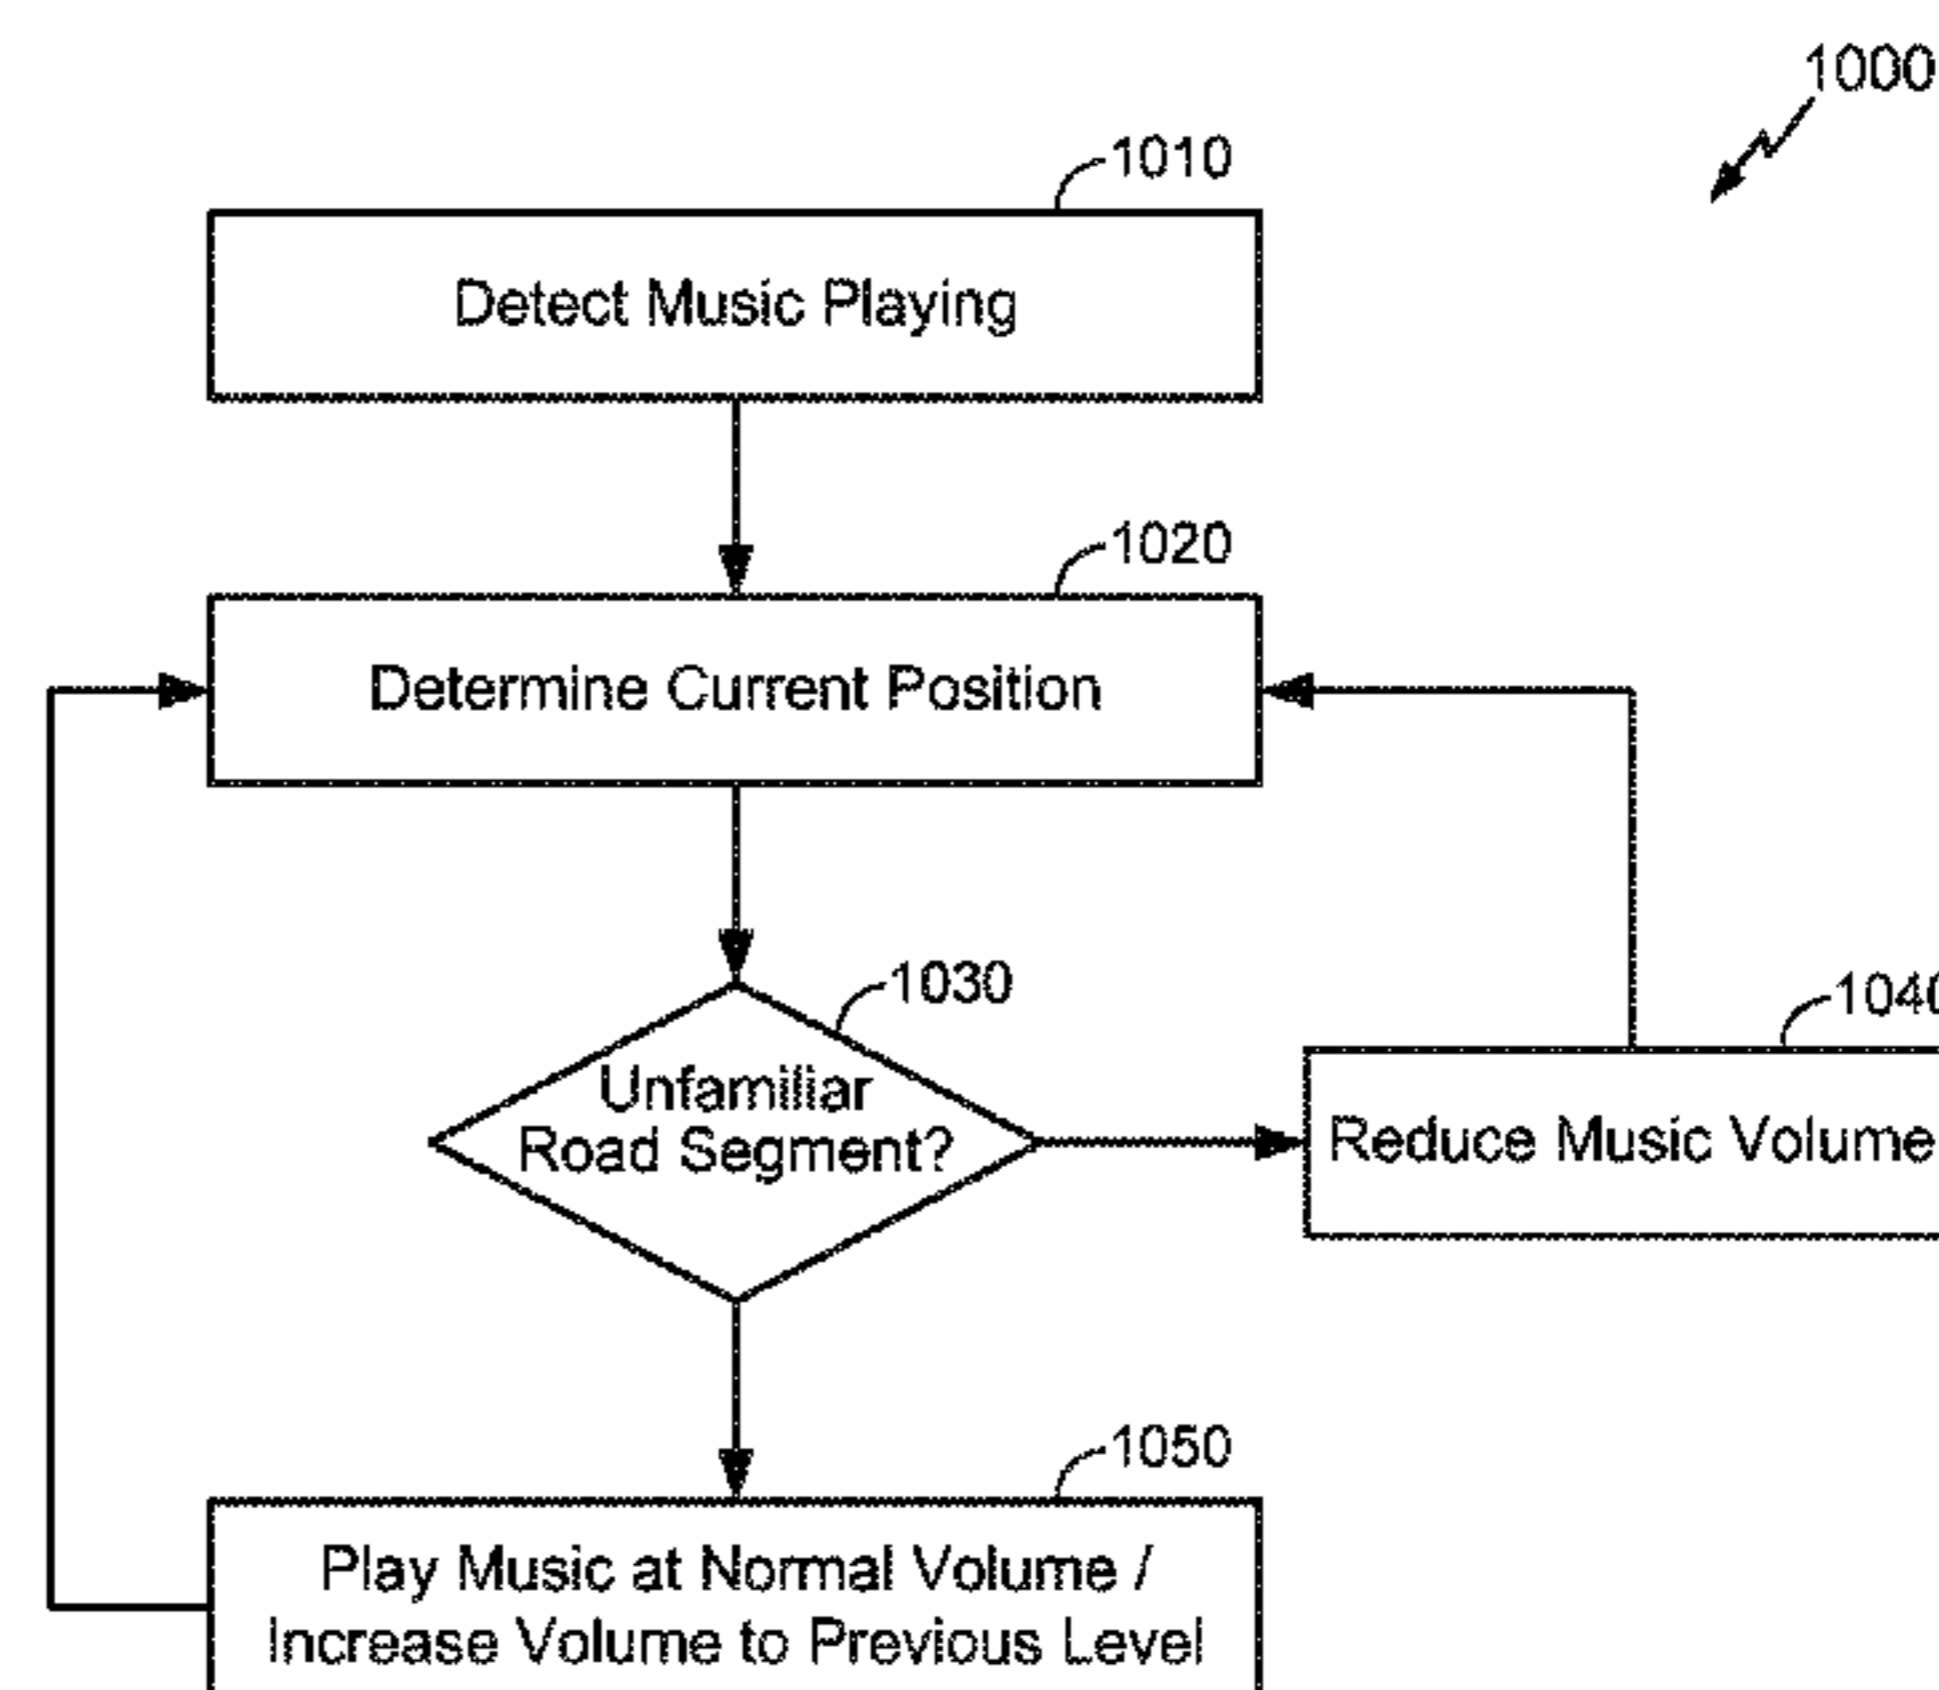 1000
1010
Detect Music Playing
1020
Determine Current Position
1030
Unfamiliar
Road Segment?
1040
Reduce Music Volume
1050
Play Music at Normal Volume /
Increase Volume to Previous Level